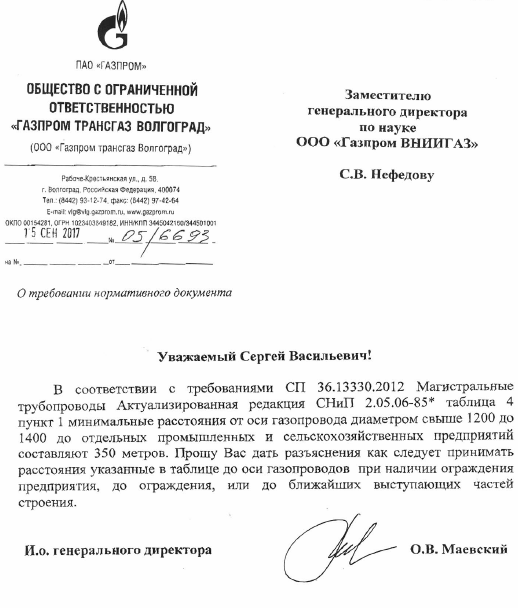 ПАО «ГАЗПРОМ»
ОБЩЕСТВО С ОГРАНИЧЕННОЙ
ОТВЕТСТВЕННОСТЬЮ
«ГАЗПРОМ ТРАНСГАЗ ВОЛГОГРАД»
(ООО «Газпром трансгаз Волгоград»)
Рабоче-Крестьянская ул., д. 58,
г. Волгоград, Российская Федерация, 400074
Тел.: (8442) 93-12-74, факс: (8442) 97-42-64
E-mail: vlg@vlg.gazprom.ru, www.gazprom.ru
ОКПО 00154281, ОГРН 1023403849182, ИНН/КПП 3445042160/344501001
15 СЕН 2017 № 05/6693
на № от
Заместителю
генерального директора
по науке
ООО «Газпром ВНИИГАЗ»
С.В. Нефедову
О требовании нормативного документа
Уважаемый Сергей Васильевич!
В соответствии с требованиями СП 36.13330.2012 Магистральные
трубопроводы Актуализированная редакция СНиП 2.05.06-85* таблица 4
пункт 1 минимальные расстояния от оси газопровода диаметром свыше 1200 до
1400 до отдельных промышленных и сельскохозяйственных предприятий
составляют 350 метров. Прошу Вас дать разъяснения как следует принимать
расстояния указанные в таблице до оси газопроводов при наличии ограждения
предприятия, до ограждения, или до ближайших выступающих частей
строения.
И.о. генерального директора
О.В. Маевский